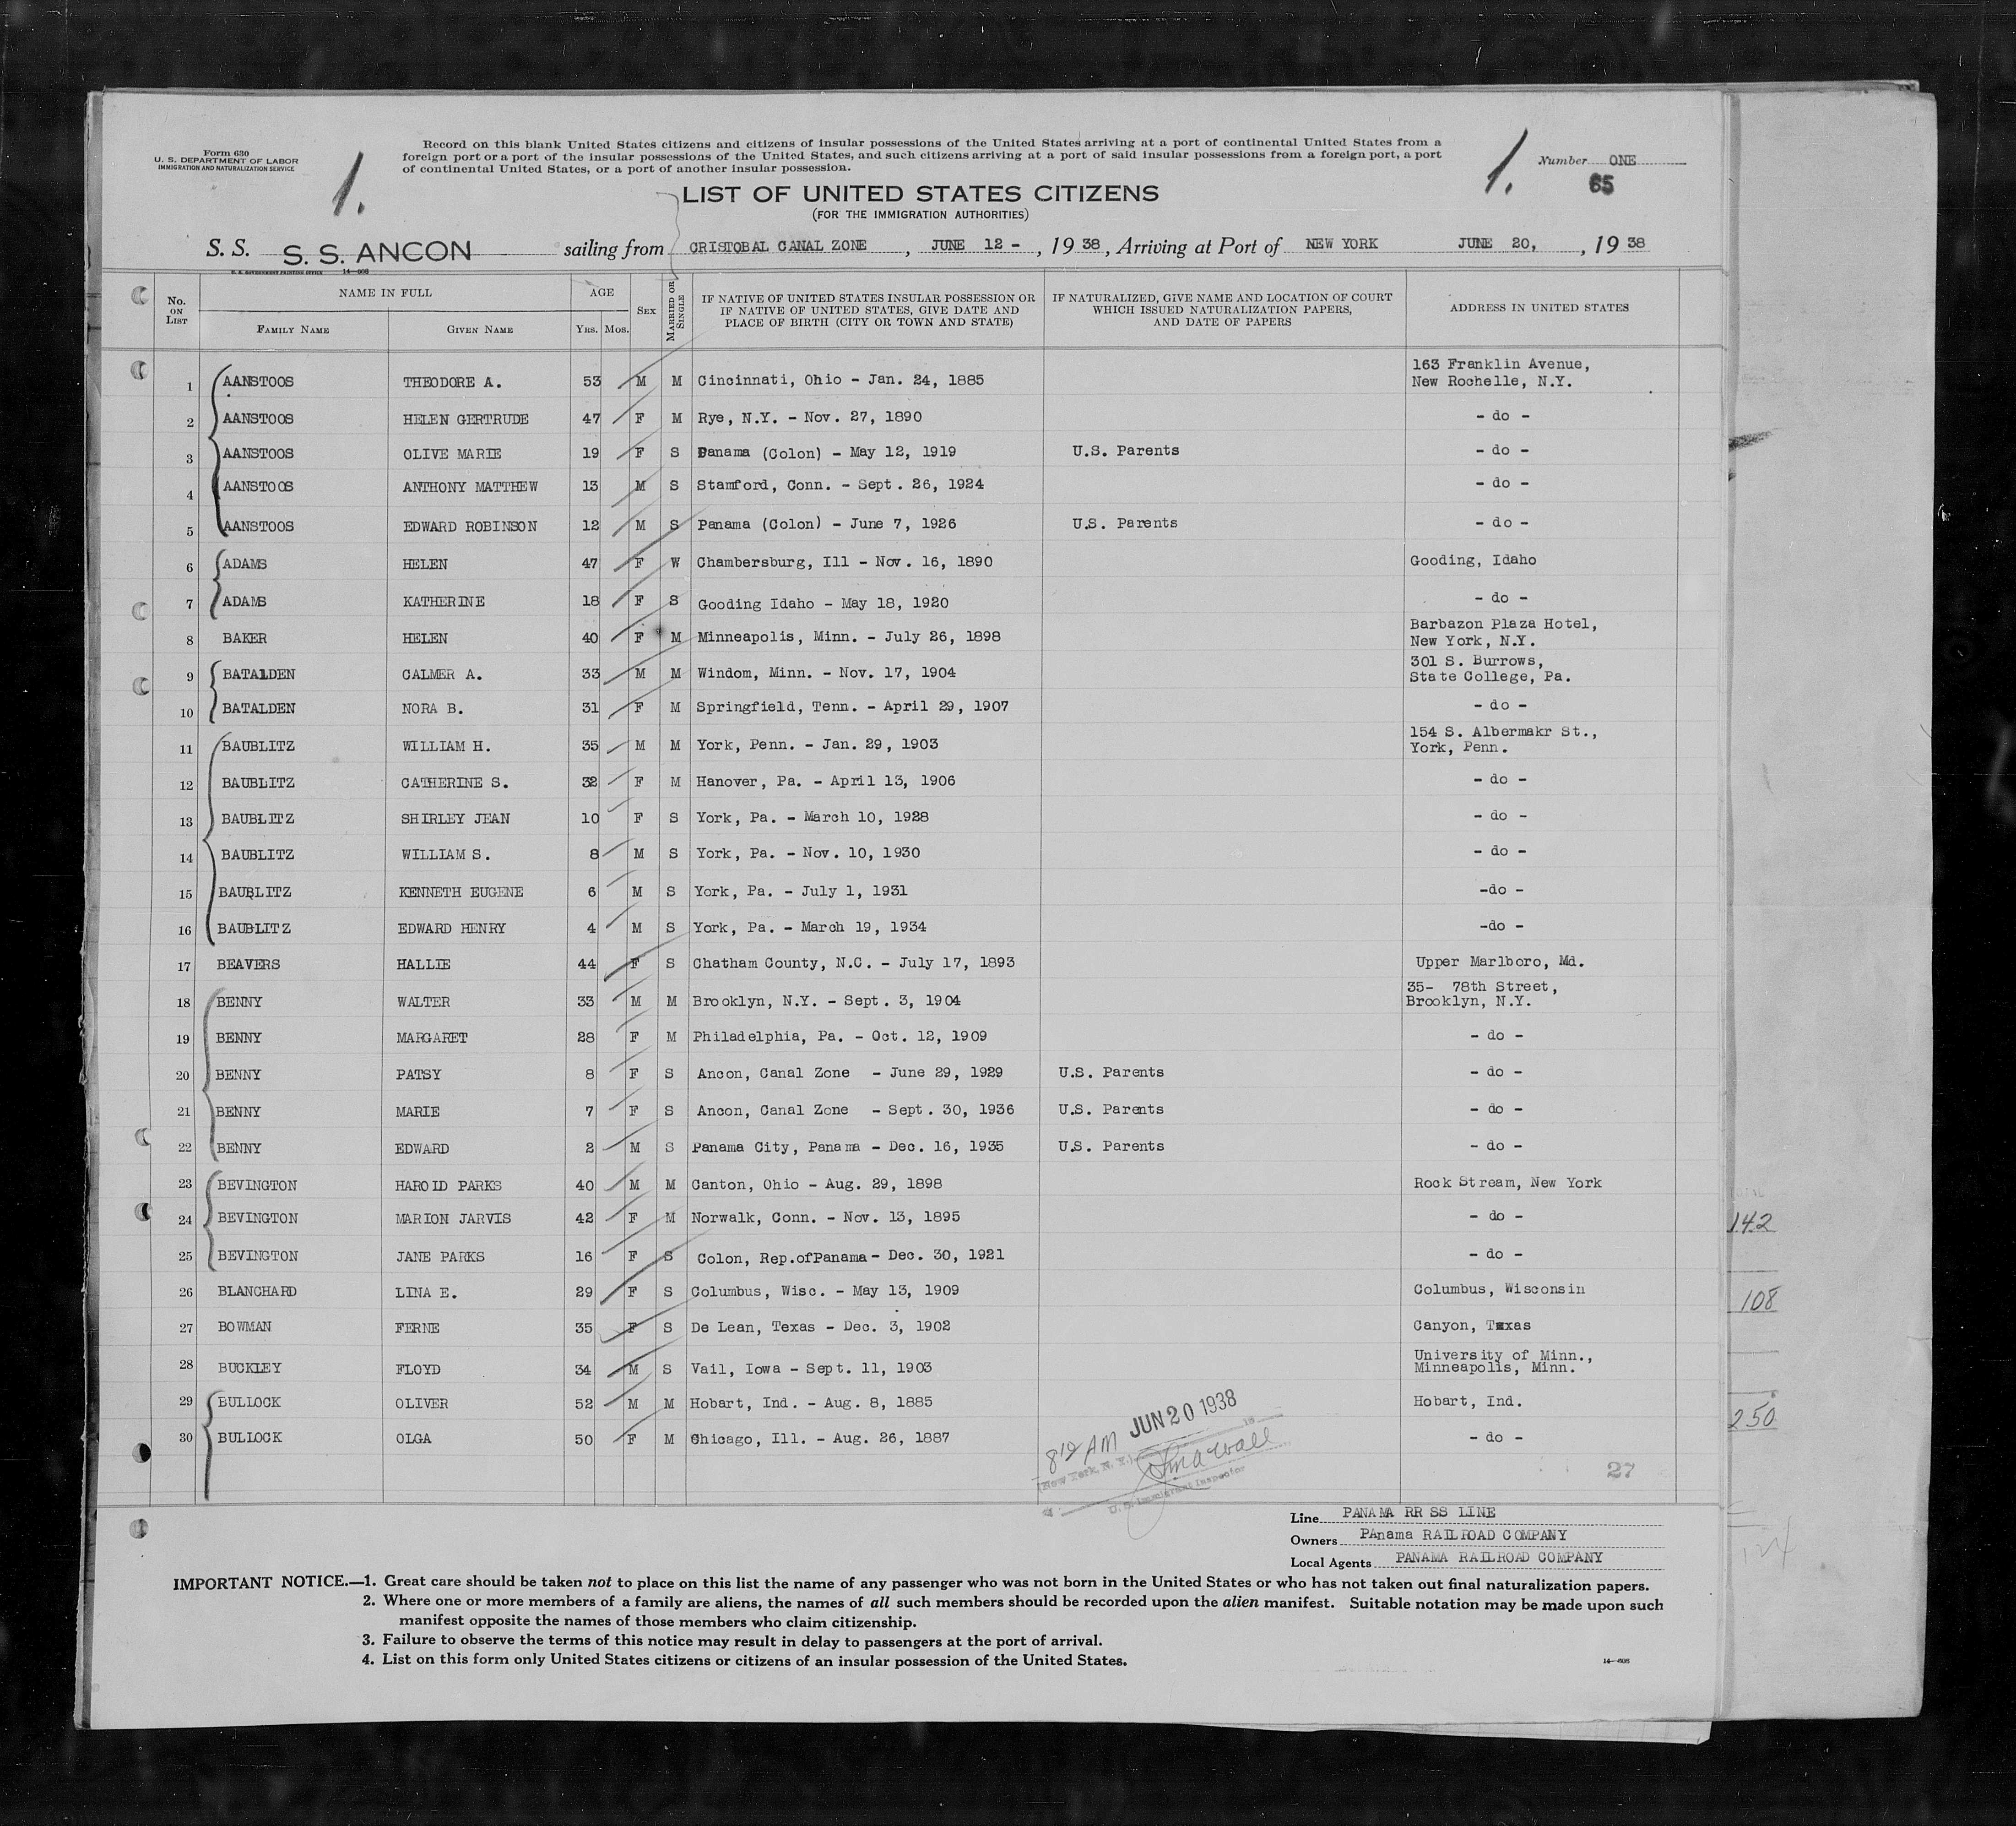 Form 630
U. S. DEPARTMENT OF LABOR
IMMIGRATION AND NATURALIZATION SERVICE
1.
Record on this blank United States citizens and citizens of insular possessions of the United States arriving at a port of continental United States from a
foreign port or a port of the insular possessions of the United States, and such citizens arriving at a port of said insular possessions from a foreign port, a port
of continental United States, or a port of another insular possession.
1.
Number ONE
65
LIST OF UNITED STATES CITIZENS
(FOR THE IMMIGRATION AUTHORITIES)
S. S. S. S. ANCON sailing from CRISTOBAL CANAL ZONE, JUNE 12 -, 19 38, Arriving at Port of NEW YORK JUNE 20, , 19 38
U. S. GOVERNMENT PRINTING OFFICE 14—608
No. ON LIST NAME IN FULL AGE SEX MARRIED OR SINGLE IF NATIVE OF UNITED STATES INSULAR POSSESSION OR IF NATIVE OF UNITED STATES, GIVE DATE AND PLACE OF BIRTH (CITY OR TOWN AND STATE) IF NATURALIZED, GIVE NAME AND LOCATION OF COURT WHICH ISSUED NATURALIZATION PAPERS, AND DATE OF PAPERS ADDRESS IN UNITED STATES
FAMILY NAME GIVEN NAME YRS. MOS.
1 AANSTOOS THEODORE A. 53 M M Cincinnati, Ohio - Jan. 24, 1885 163 Franklin Avenue, New Rochelle, N.Y.
2 AANSTOOS HELEN GERTRUDE 47 F M Rye, N.Y. - Nov. 27, 1890 - do -
3 AANSTOOS OLIVE MARIE 19 F S Panama (Colon) - May 12, 1919 U.S. Parents - do -
4 AANSTOOS ANTHONY MATTHEW 13 M S Stamford, Conn. - Sept. 26, 1924 - do -
5 AANSTOOS EDWARD ROBINSON 12 M S Panama (Colon) - June 7, 1926 U.S. Parents - do -
6 ADAMS HELEN 47 F W Chambersburg, Ill - Nov. 16, 1890 Gooding, Idaho
7 ADAMS KATHERINE 18 F S Gooding Idaho - May 18, 1920 - do -
8 BAKER HELEN 40 F M Minneapolis, Minn. - July 26, 1898 Barbazon Plaza Hotel, New York, N.Y.
9 BATALDEN CALMER A. 33 M M Windom, Minn. - Nov. 17, 1904 301 S. Burrows, State College, Pa.
10 BATALDEN NORA B. 31 F M Springfield, Tenn. - April 29, 1907 - do -
11 BAUBLITZ WILLIAM H. 35 M M York, Penn. - Jan. 29, 1903 154 S. Albermakr St., York, Penn.
12 BAUBLITZ CATHERINE S. 32 F M Hanover, Pa. - April 13, 1906 - do -
13 BAUBLITZ SHIRLEY JEAN 10 F S York, Pa. - March 10, 1928 - do -
14 BAUBLITZ WILLIAM S. 8 M S York, Pa. - Nov. 10, 1930 - do -
15 BAUBLITZ KENNETH EUGENE 6 M S York, Pa. - July 1, 1931 -do -
16 BAUBLITZ EDWARD HENRY 4 M S York, Pa. - March 19, 1934 -do -
17 BEAVERS HALLIE 44 F S Chatham County, N.C. - July 17, 1893 Upper Marlboro, Md.
18 BENNY WALTER 33 M M Brooklyn, N.Y. - Sept. 3, 1904 35- 78th Street, Brooklyn, N.Y.
19 BENNY MARGARET 28 F M Philadelphia, Pa. - Oct. 12, 1909 - do -
20 BENNY PATSY 8 F S Ancon, Canal Zone - June 29, 1929 U.S. Parents - do -
21 BENNY MARIE 7 F S Ancon, Canal Zone - Sept. 30, 1936 U.S. Parents - do -
22 BENNY EDWARD 2 M S Panama City, Panama - Dec. 16, 1935 U.S. Parents - do -
23 BEVINGTON HAROLD PARKS 40 M M Canton, Ohio - Aug. 29, 1898 Rock Stream, New York
24 BEVINGTON MARION JARVIS 42 F M Norwalk, Conn. - Nov. 13, 1895 - do -
25 BEVINGTON JANE PARKS 16 F S Colon, Rep.ofPanama - Dec. 30, 1921 - do -
26 BLANCHARD LINA E. 29 F S Columbus, Wisc. - May 13, 1909 Columbus, Wisconsin
27 BOWMAN FERNE 35 F S De Lean, Texas - Dec. 3, 1902 Canyon, Texas
28 BUCKLEY FLOYD 34 M S Vail, Iowa - Sept. 11, 1903 University of Minn., Minneapolis, Minn.
29 BULLOCK OLIVER 52 M M Hobart, Ind. - Aug. 8, 1885 Hobart, Ind.
30 BULLOCK OLGA 50 F M Chicago, Ill. - Aug. 26, 1887 - do -
142
108
250
819 AM JUN 20 1938
(New York, N. Y.)
U. S. Immigrant Inspector
27
Line PANAMA RR SS LINE
Owners PAnama RAILROAD COMPANY
Local Agents PANAMA RAILROAD COMPANY
IMPORTANT NOTICE.—1. Great care should be taken not to place on this list the name of any passenger who was not born in the United States or who has not taken out final naturalization papers.
2. Where one or more members of a family are aliens, the names of all such members should be recorded upon the alien manifest. Suitable notation may be made upon such
manifest opposite the names of those members who claim citizenship.
3. Failure to observe the terms of this notice may result in delay to passengers at the port of arrival.
4. List on this form only United States citizens or citizens of an insular possession of the United States.
14—608